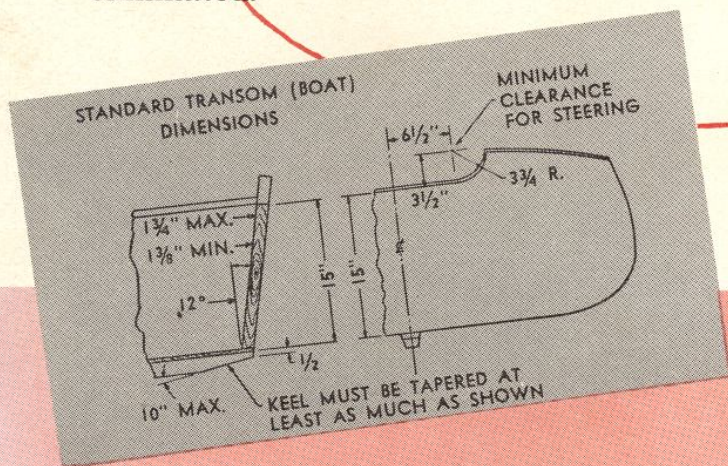 STANDARD TRANSOM (BOAT)
DIMENSIONS
MINIMUM
CLEARANCE
FOR STEERING
6½"
3¾ R.
3½"
1¾" MAX.
1⅜" MIN.
12°
15"
15"
½
10" MAX.
KEEL MUST BE TAPERED AT
LEAST AS MUCH AS SHOWN